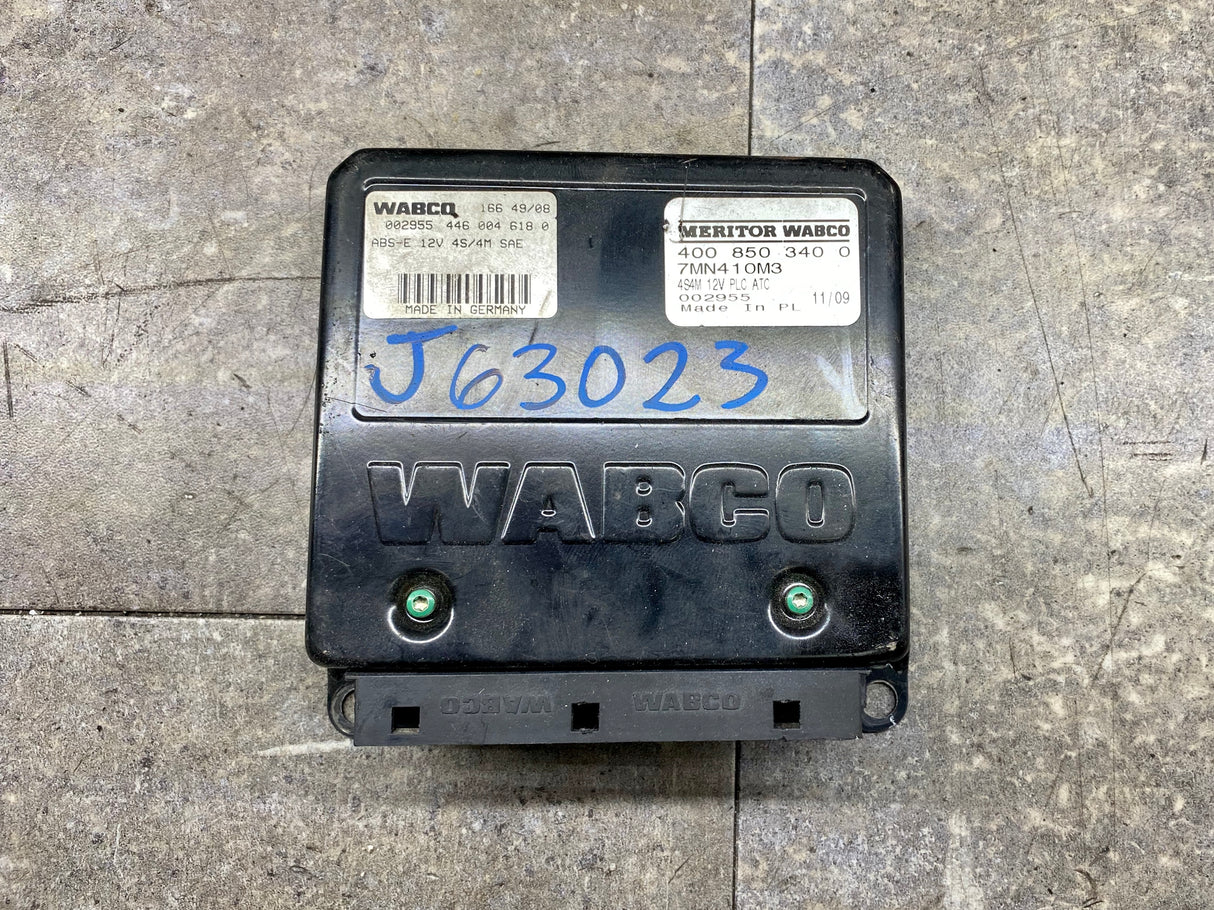 WABCO 166 49/08
002955 446 004 618 0
ABS-E 12V 4S/4M SAE
MADE IN GERMANY
MERITOR WABCO
400 850 340 0
7MN410M3
4S4M 12V PLC ATC
002955 11/09
Made In PL
J63023
WABCO
WABCO WABCO